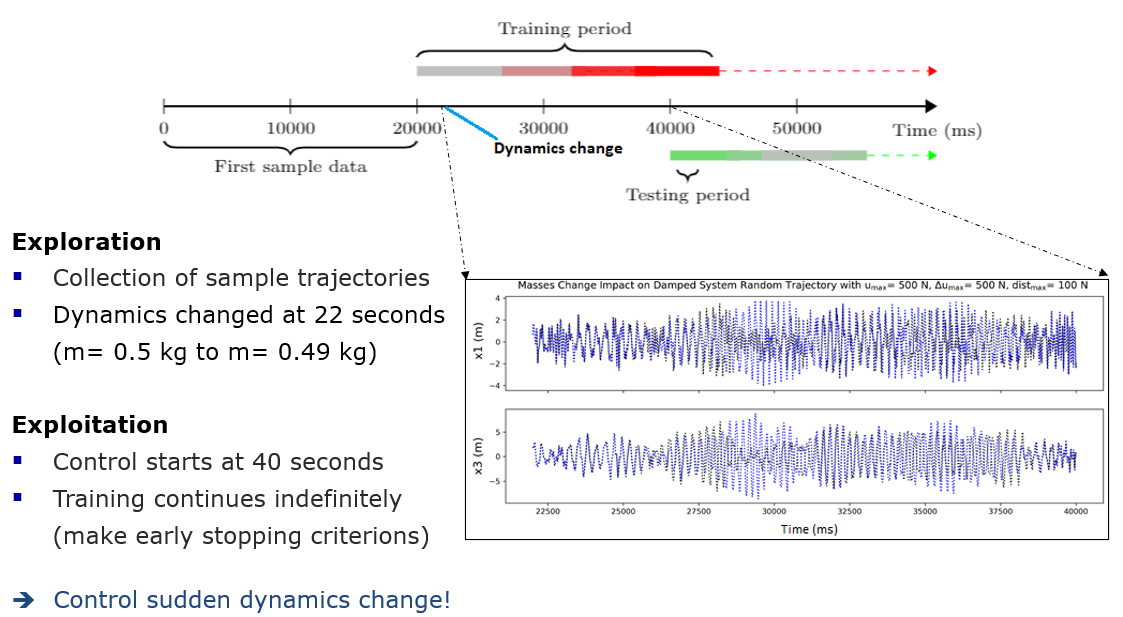 Training period
0
10000
20000
30000
40000
50000
Time (ms)
Dynamics change
First sample data
Testing period
Exploration
▪ Collection of sample trajectories
▪ Dynamics changed at 22 seconds
(m= 0.5 kg to m= 0.49 kg)
Exploitation
▪ Control starts at 40 seconds
▪ Training continues indefinitely
(make early stopping criterions)
➔ Control sudden dynamics change!
Masses Change Impact on Damped System Random Trajectory with umax= 500 N, Δumax= 500 N, distmax= 100 N
x1 (m)
4
2
0
−2
−4
x3 (m)
5
0
−5
22500
25000
27500
30000
32500
35000
37500
40000
Time (ms)